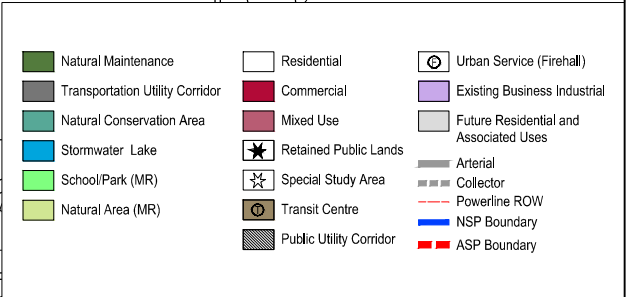 Natural Maintenance
Transportation Utility Corridor
Natural Conservation Area
Stormwater Lake
School/Park (MR)
Natural Area (MR)
Residential
Commercial
Mixed Use
Retained Public Lands
Special Study Area
T
Transit Centre
Public Utility Corridor
F
Urban Service (Firehall)
Existing Business Industrial
Future Residential and
Associated Uses
Arterial
Collector
Powerline ROW
NSP Boundary
ASP Boundary